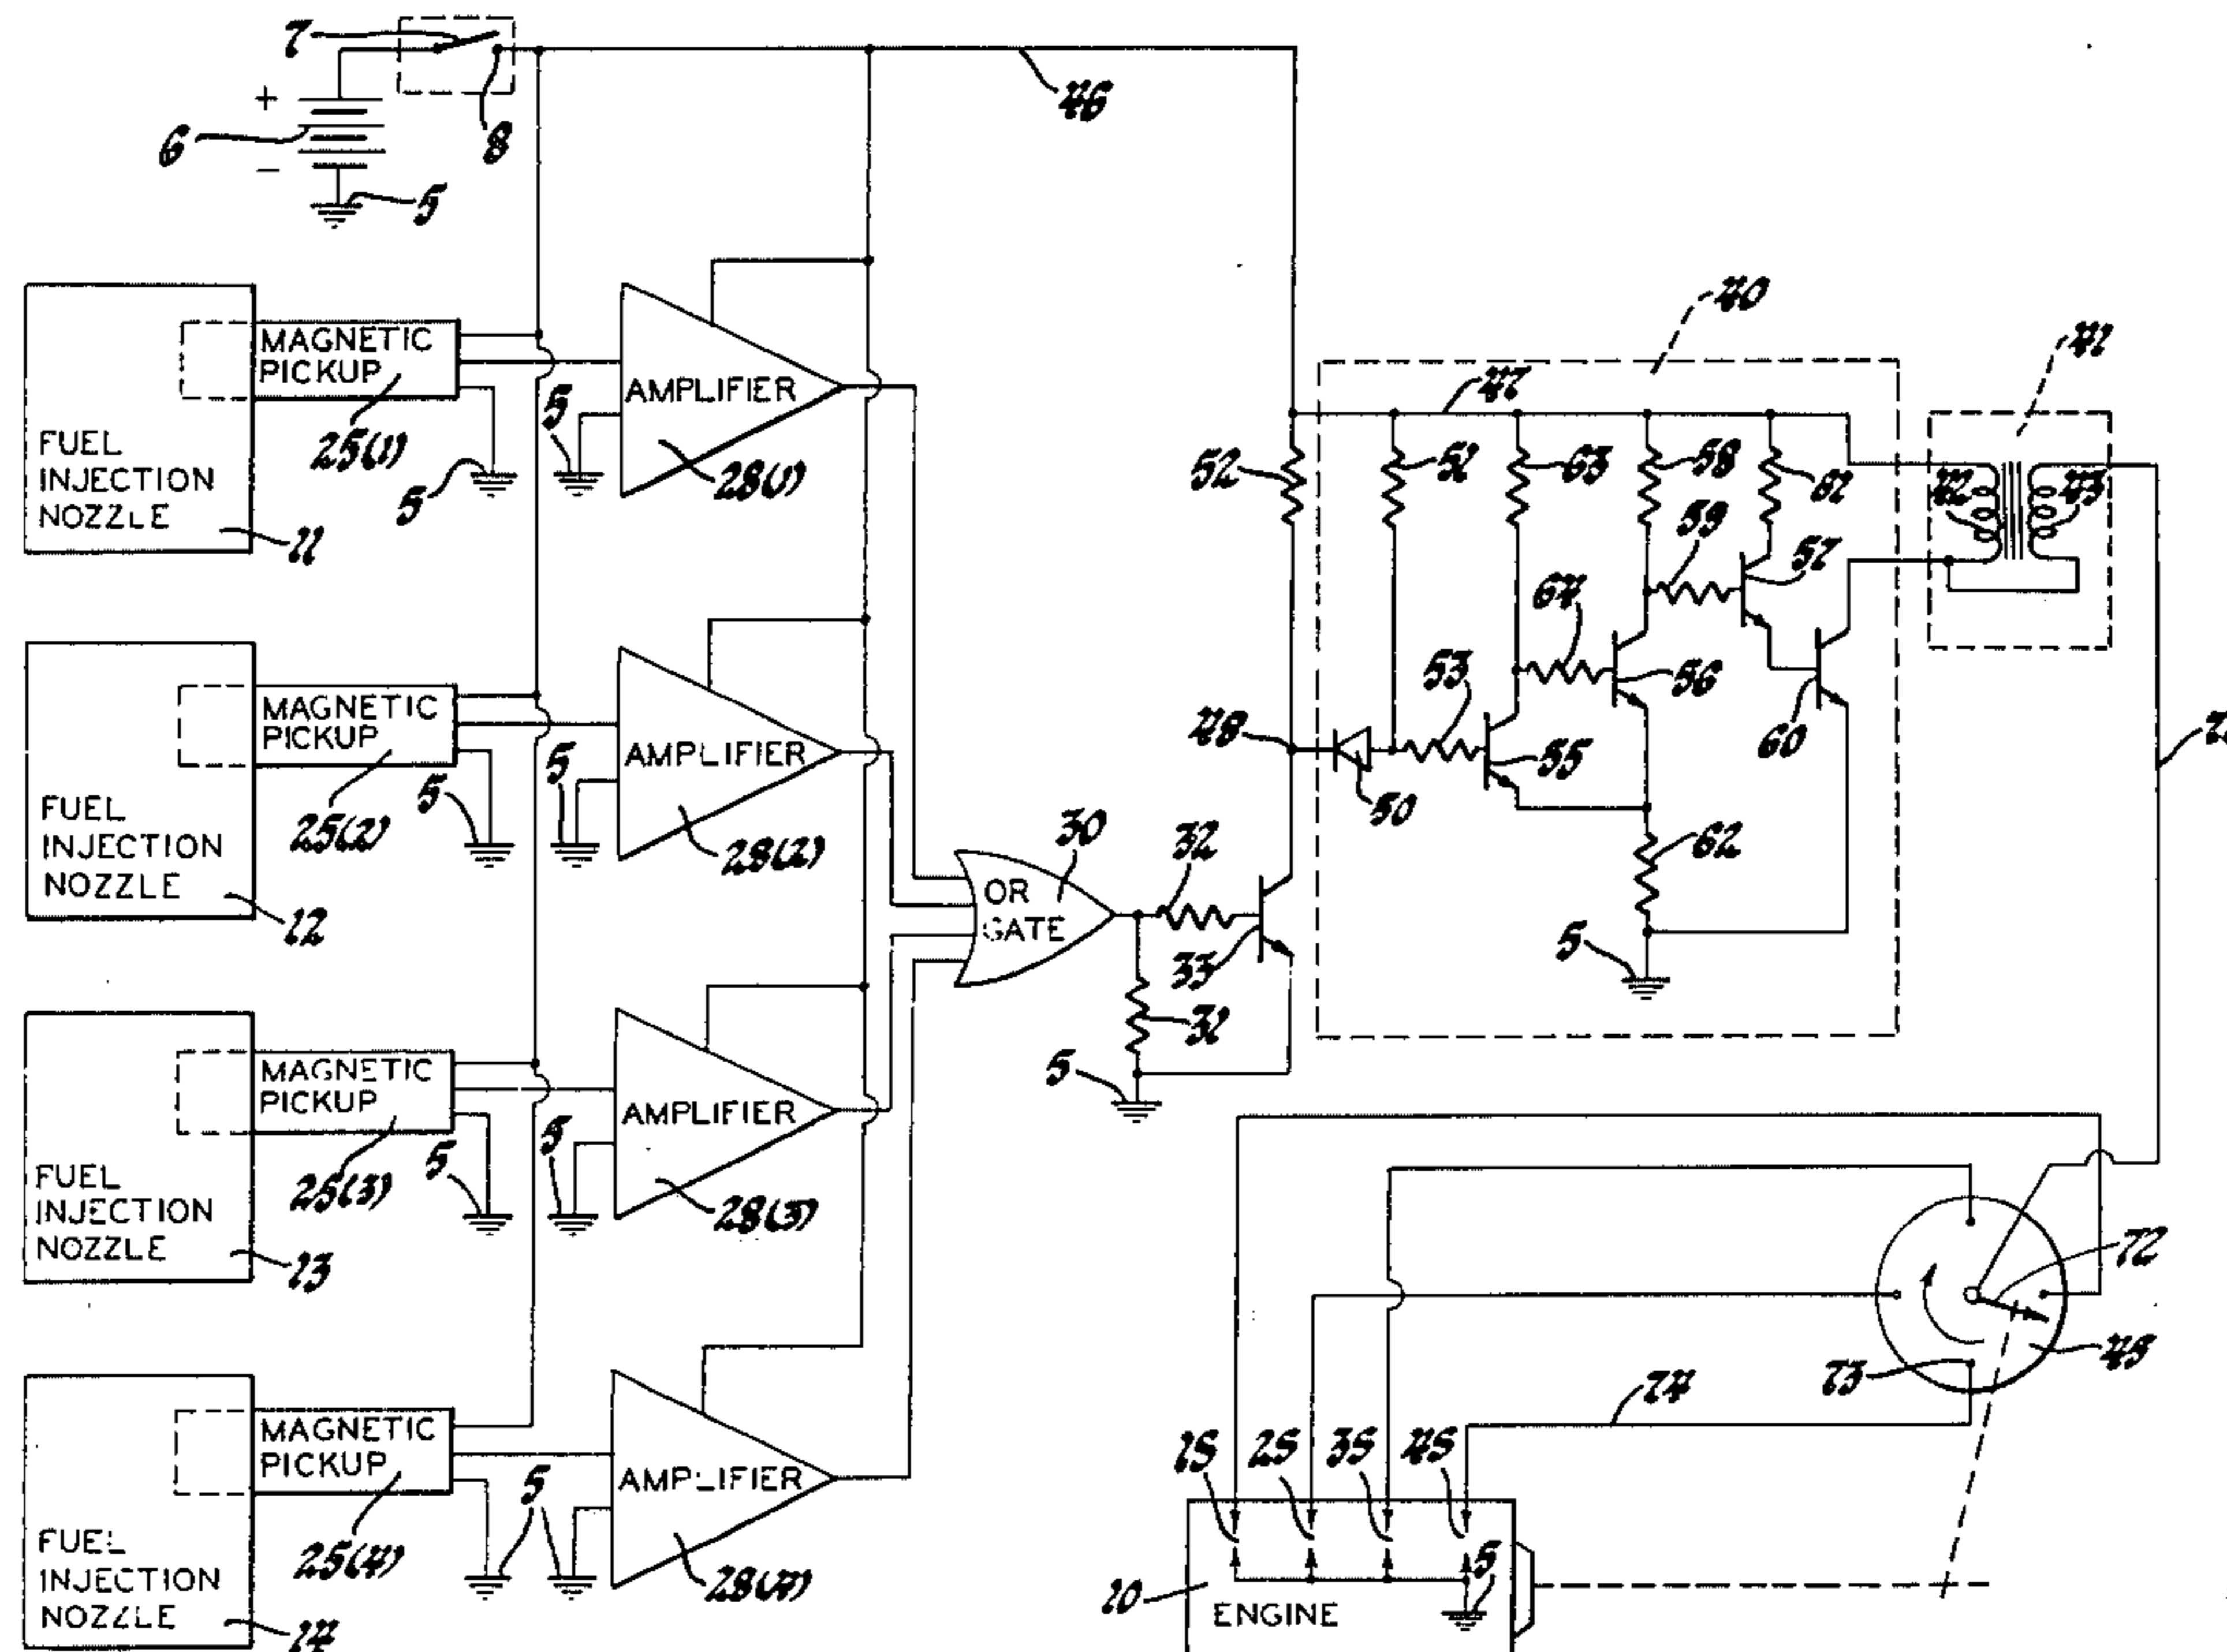 7
46
+
6
8
−
5
40
41
MAGNETIC
PICKUP
25(1)
5
FUEL
INJECTION
NOZZLE
11
5
AMPLIFIER
28(1)
47
52
51
63
58
61
59
57
42
43
64
56
53
48
50
55
60
MAGNETIC
PICKUP
25(2)
5
FUEL
INJECTION
NOZZLE
12
5
AMPLIFIER
28(2)
30
OR
GATE
32
33
31
5
62
5
MAGNETIC
PICKUP
25(3)
5
FUEL
INJECTION
NOZZLE
13
5
AMPLIFIER
28(3)
72
45
73
74
MAGNETIC
PICKUP
25(4)
5
FUEL
INJECTION
NOZZLE
14
AMPLIFIER
28(4)
1S 2S 3S 4S
5
10
ENGINE